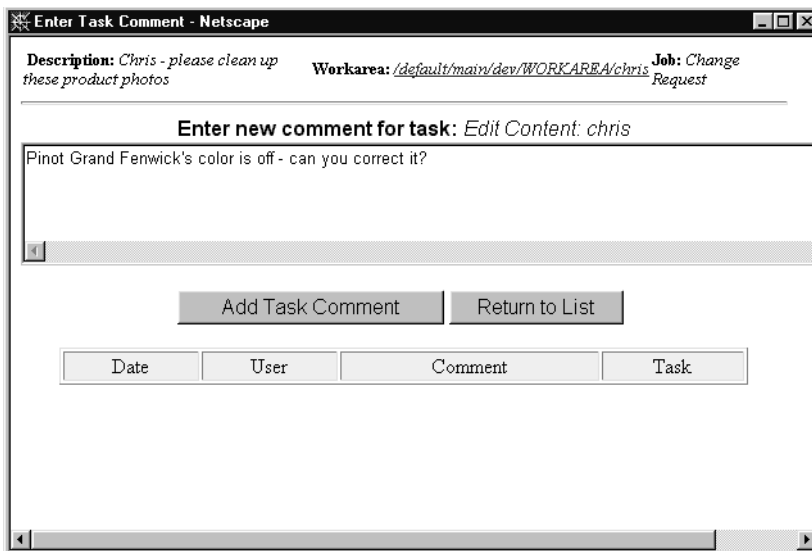 Enter Task Comment - Netscape
Description: Chris - please clean up
these product photos
Workarea: /default/main/dev/WORKAREA/chris
Job: Change
Request
Enter new comment for task: Edit Content: chris
Pinot Grand Fenwick's color is off - can you correct it?
Add Task Comment
Return to List
Date User Comment Task